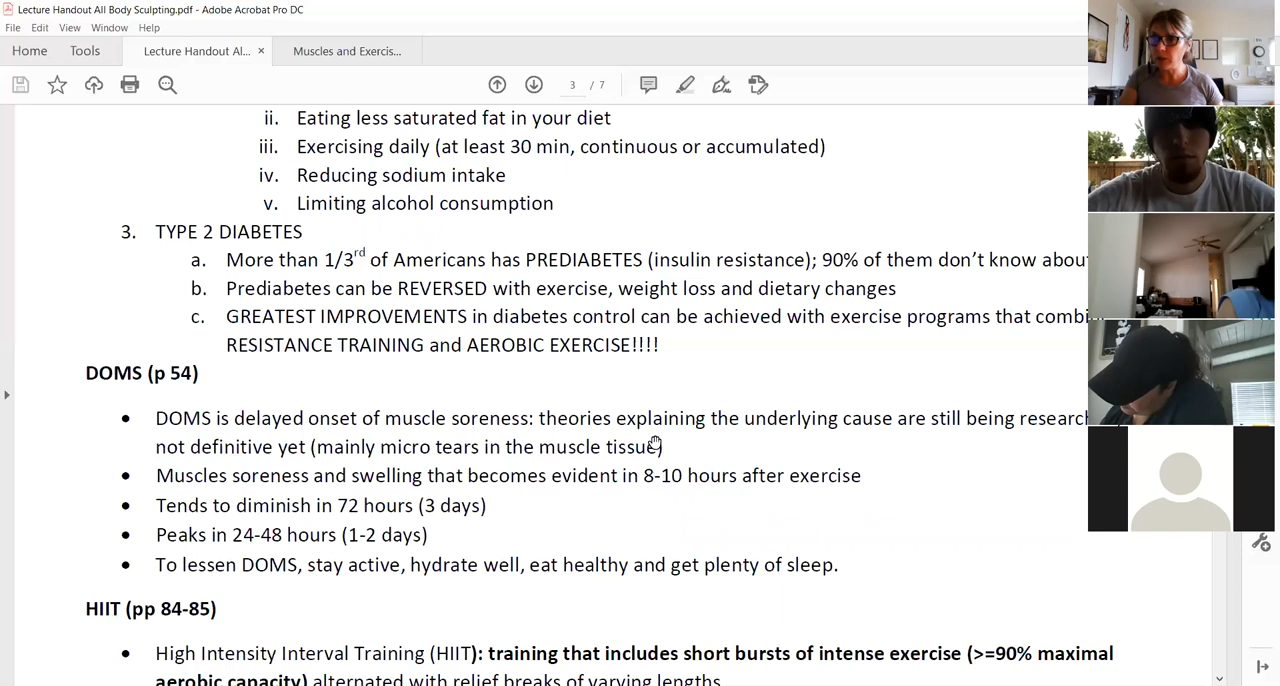 Lecture Handout All Body Sculpting.pdf - Adobe Acrobat Pro DC
File Edit View Window Help
Home Tools Lecture Handout Al... × Muscles and Exercis...
3 / 7
ii. Eating less saturated fat in your diet
iii. Exercising daily (at least 30 min, continuous or accumulated)
iv. Reducing sodium intake
v. Limiting alcohol consumption
3. TYPE 2 DIABETES
a. More than 1/3rd of Americans has PREDIABETES (insulin resistance); 90% of them don't know abou
b. Prediabetes can be REVERSED with exercise, weight loss and dietary changes
c. GREATEST IMPROVEMENTS in diabetes control can be achieved with exercise programs that combi
RESISTANCE TRAINING and AEROBIC EXERCISE!!!!
DOMS (p 54)
• DOMS is delayed onset of muscle soreness: theories explaining the underlying cause are still being research
not definitive yet (mainly micro tears in the muscle tissue)
• Muscles soreness and swelling that becomes evident in 8-10 hours after exercise
• Tends to diminish in 72 hours (3 days)
• Peaks in 24-48 hours (1-2 days)
• To lessen DOMS, stay active, hydrate well, eat healthy and get plenty of sleep.
HIIT (pp 84-85)
• High Intensity Interval Training (HIIT): training that includes short bursts of intense exercise (>=90% maximal
aerobic capacity) alternated with relief breaks of varying lengths